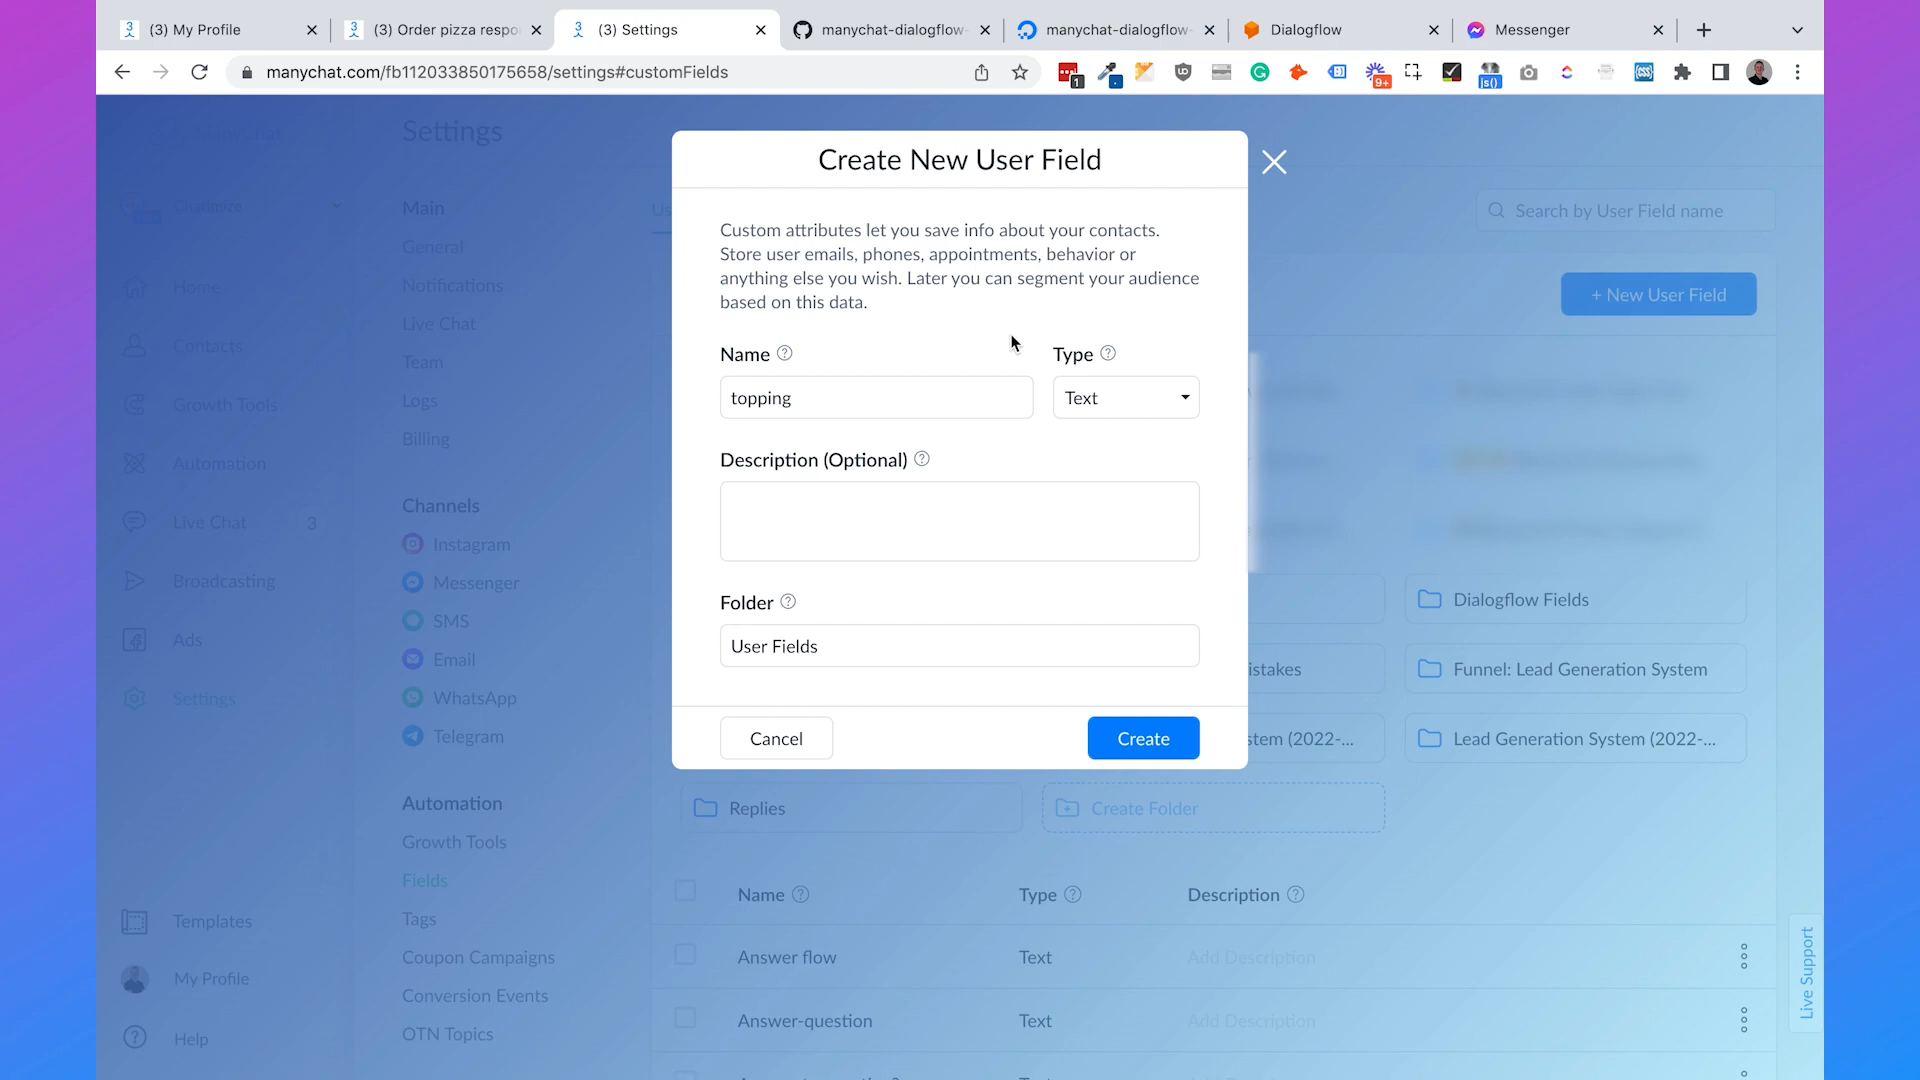 (3) My Profile
(3) Order pizza respo
(3) Settings
manychat-dialogflow-
manychat-dialogflow-
Dialogflow
Messenger
manychat.com/fb112033850175658/settings#customFields
1
9+
js()
Settings
Create New User Field
Custom attributes let you save info about your contacts.
Store user emails, phones, appointments, behavior or
anything else you wish. Later you can segment your audience
based on this data.
Name
Type
topping
Text
Description (Optional)
Folder
User Fields
Cancel
Create
Search by User Field name
+ New User Field
Chatimize
Home
Contacts
Growth Tools
Automation
Live Chat
3
Broadcasting
Ads
Settings
Templates
My Profile
Help
Main
General
Notifications
Live Chat
Team
Logs
Billing
Channels
Instagram
Messenger
SMS
Email
WhatsApp
Telegram
Automation
Growth Tools
Fields
Tags
Coupon Campaigns
Conversion Events
OTN Topics
Dialogflow Fields
istakes
Funnel: Lead Generation System
stem (2022-...
Lead Generation System (2022-...
Replies
Create Folder
Name
Type
Description
Answer flow
Text
Add Description
Answer-question
Text
Add Description
Live Support